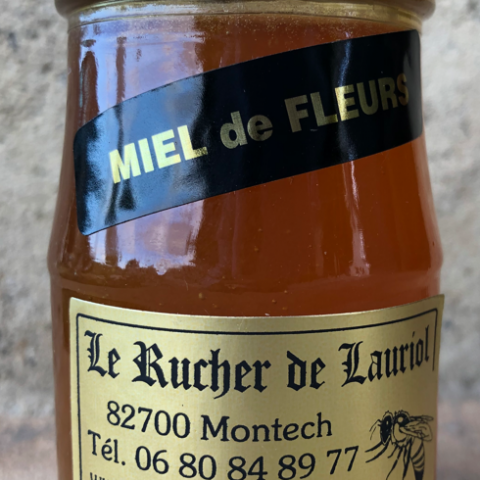 MIEL de FLEURS
Le Rucher de Lauriol
82700 Montech
Tél. 06 80 84 89 77